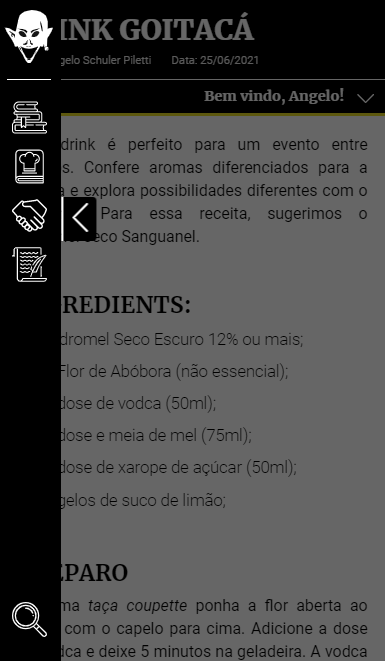 INK GOITACÁ
gelo Schuler Piletti Data: 25/06/2021
Bem vindo, Angelo!
drink é perfeito para um evento entre
s. Confere aromas diferenciados para a
a e explora possibilidades diferentes com o
Para essa receita, sugerimos o
eco Sanguanel.
REDIENTS:
dromel Seco Escuro 12% ou mais;
Flor de Abóbora (não essencial);
dose de vodca (50ml);
dose e meia de mel (75ml);
dose de xarope de açúcar (50ml);
gelos de suco de limão;
EPARO
ma taça coupette ponha a flor aberta ao
com o capelo para cima. Adicione a dose
dca e deixe 5 minutos na geladeira. A vodca